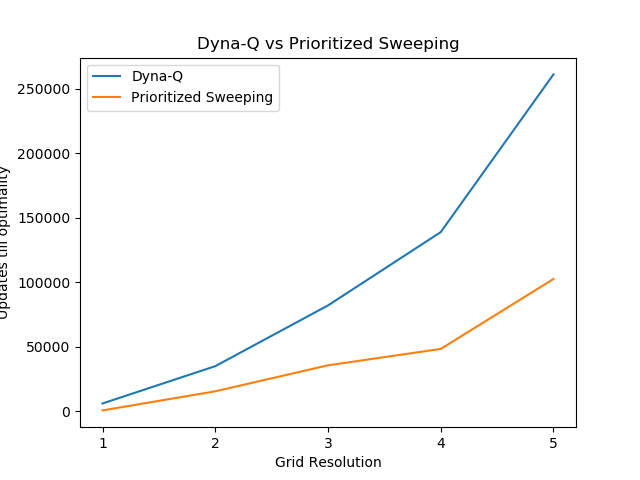 Dyna-Q vs Prioritized Sweeping
Dyna-Q
Prioritized Sweeping
250000
200000
150000
100000
50000
0
Updates till optimality
1 2 3 4 5
Grid Resolution